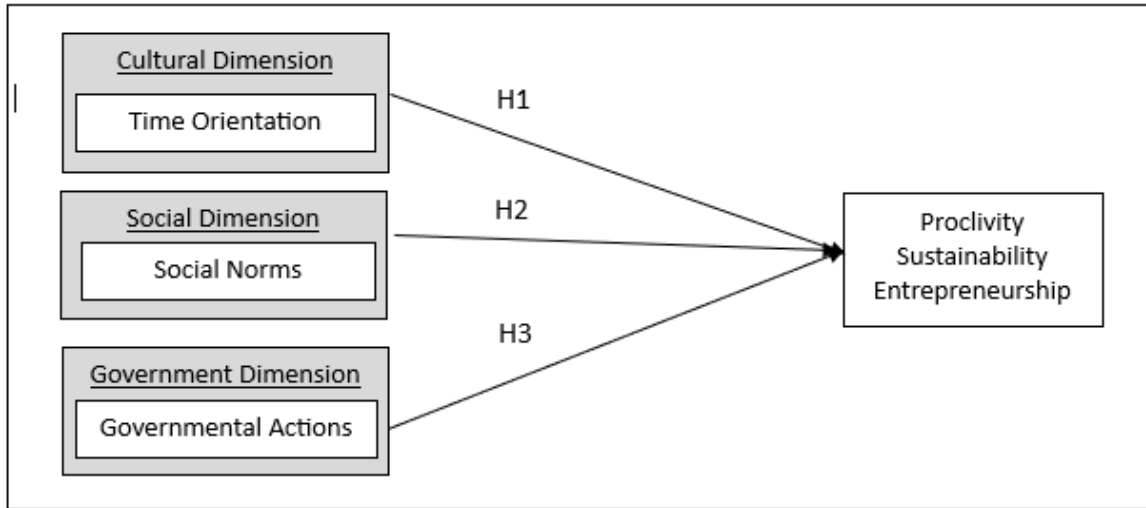 Cultural Dimension
Time Orientation
H1
Social Dimension
Social Norms
H2
Government Dimension
Governmental Actions
H3
Proclivity
Sustainability
Entrepreneurship